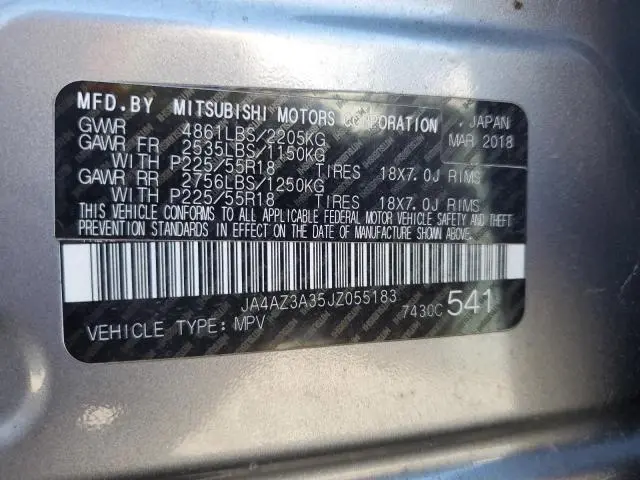 MFD.BY MITSUBISHI MOTORS CORPORATION JAPAN
GVWR 4861LBS/2205KG MAR 2018
GAWR FR 2535LBS/1150KG
WITH P225/55R18 TIRES 18X7.0J RIMS
GAWR RR 2756LBS/1250KG
WITH P225/55R18 TIRES 18X7.0J RIMS
THIS VEHICLE CONFORMS TO ALL APPLICABLE FEDERAL MOTOR VEHICLE SAFETY AND THEFT
PREVENTION STANDARDS IN EFFECT ON THE DATE OF MANUFACTURE SHOWN ABOVE.
JA4AZ3A35JZ055183
VEHICLE TYPE: MPV 7430C 541